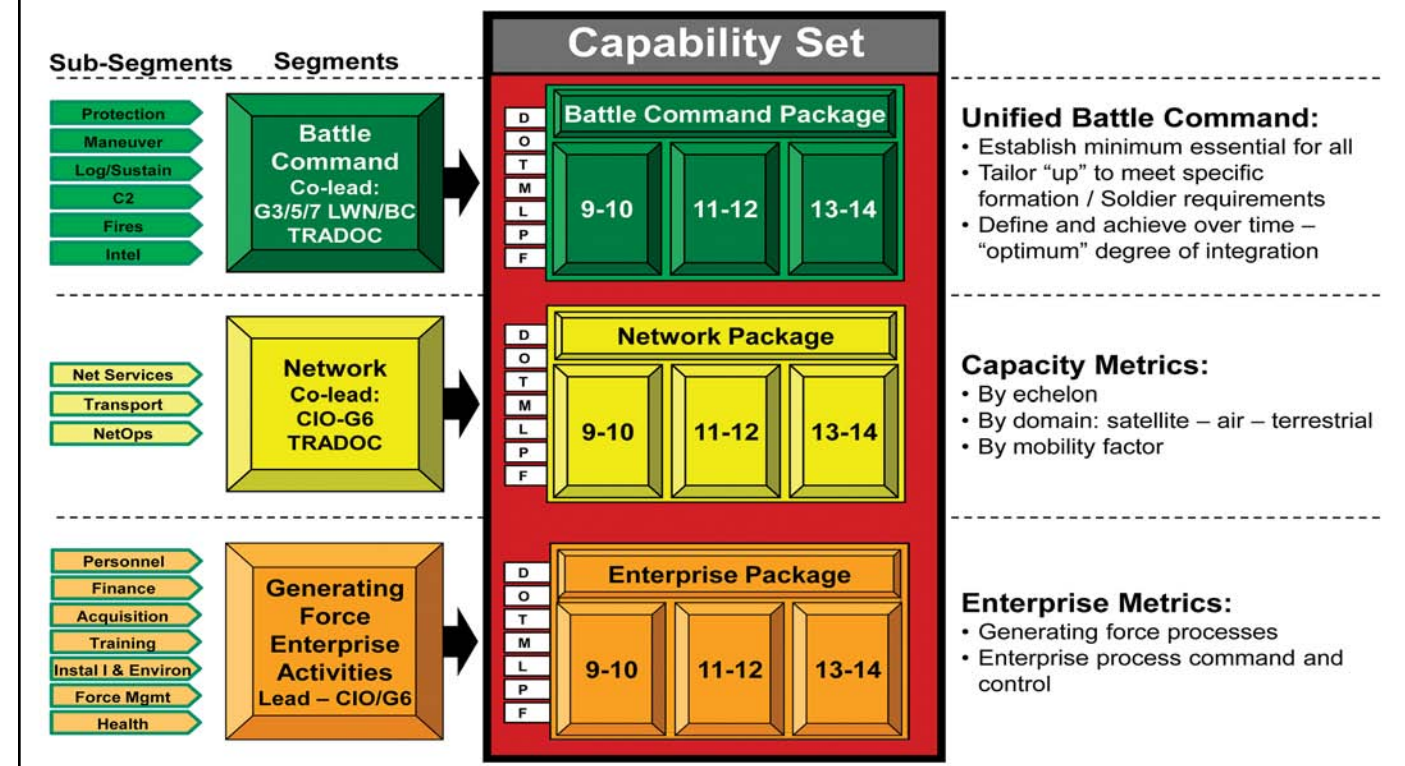 Capability Set
Sub-Segments
Segments
Protection
Maneuver
Log/Sustain
C2
Fires
Intel
Battle
Command
Co-lead:
G3/5/7 LWN/BC
TRADOC
D
O
T
M
L
P
F
Battle Command Package
9-10
11-12
13-14
Unified Battle Command:
• Establish minimum essential for all
• Tailor “up” to meet specific
formation / Soldier requirements
• Define and achieve over time –
“optimum” degree of integration
Net Services
Transport
NetOps
Network
Co-lead:
CIO-G6
TRADOC
D
O
T
M
L
P
F
Network Package
9-10
11-12
13-14
Capacity Metrics:
• By echelon
• By domain: satellite – air – terrestrial
• By mobility factor
Personnel
Finance
Acquisition
Training
Instal l & Environ
Force Mgmt
Health
Generating
Force
Enterprise
Activities
Lead – CIO/G6
D
O
T
M
L
P
F
Enterprise Package
9-10
11-12
13-14
Enterprise Metrics:
• Generating force processes
• Enterprise process command and
control